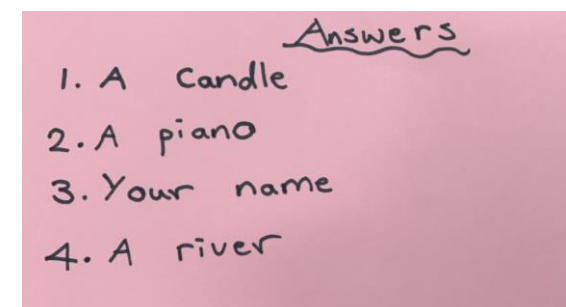 Answers
1. A Candle
2. A piano
3. Your name
4. A river